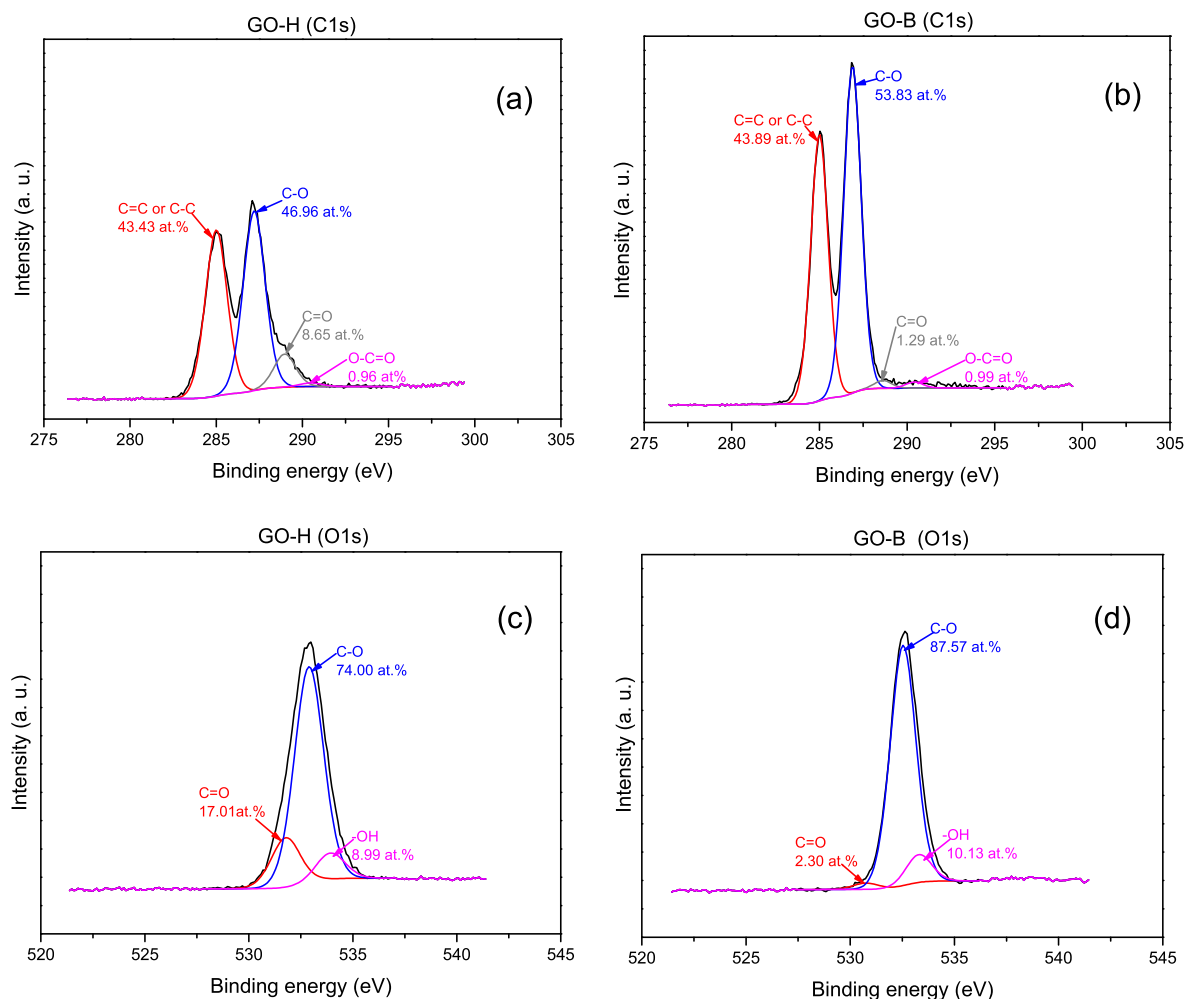 GO-H (C1s)
(a)
C-O
46.96 at.%
C=C or C-C
43.43 at.%
C=O
8.65 at.%
O-C=O
0.96 at%
Intensity (a. u.)
275 280 285 290 295 300 305
Binding energy (eV)
GO-B (C1s)
(b)
C-O
53.83 at.%
C=C or C-C
43.89 at.%
C=O
1.29 at.%
O-C=O
0.99 at.%
Intensity (a. u.)
275 280 285 290 295 300 305
Binding energy (eV)
GO-H (O1s)
(c)
C-O
74.00 at.%
C=O
17.01at.%
-OH
8.99 at.%
Intensity (a. u.)
520 530 535 540 545
Binding energy (eV)
GO-B (O1s)
(d)
C-O
87.57 at.%
-OH
10.13 at.%
C=O
2.30 at.%
Intensity (a. u.)
520 530 535 540 545
Binding energy (eV)